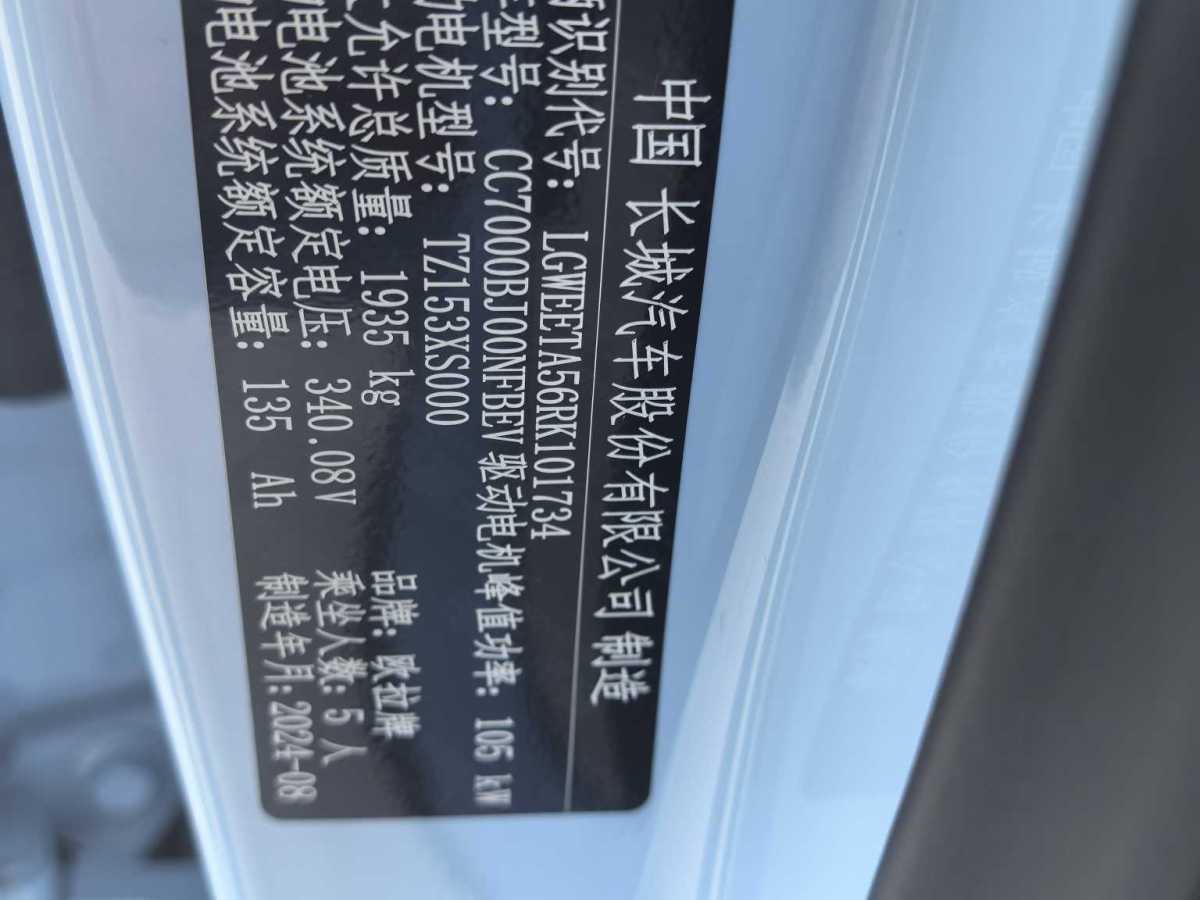 中国 长城汽车股份有限公司 制造
识别代号: LGWEETA56RK101734
型号: CC7000BJ00NFBEV 驱动电机峰值功率: 105 kW
动电机型号: TZ153XS000
允许总质量: 1935 kg 品牌: 欧拉牌
电池系统额定电压: 340.08V 乘坐人数: 5 人
电池系统额定容量: 135 Ah 制造年月: 2024-08